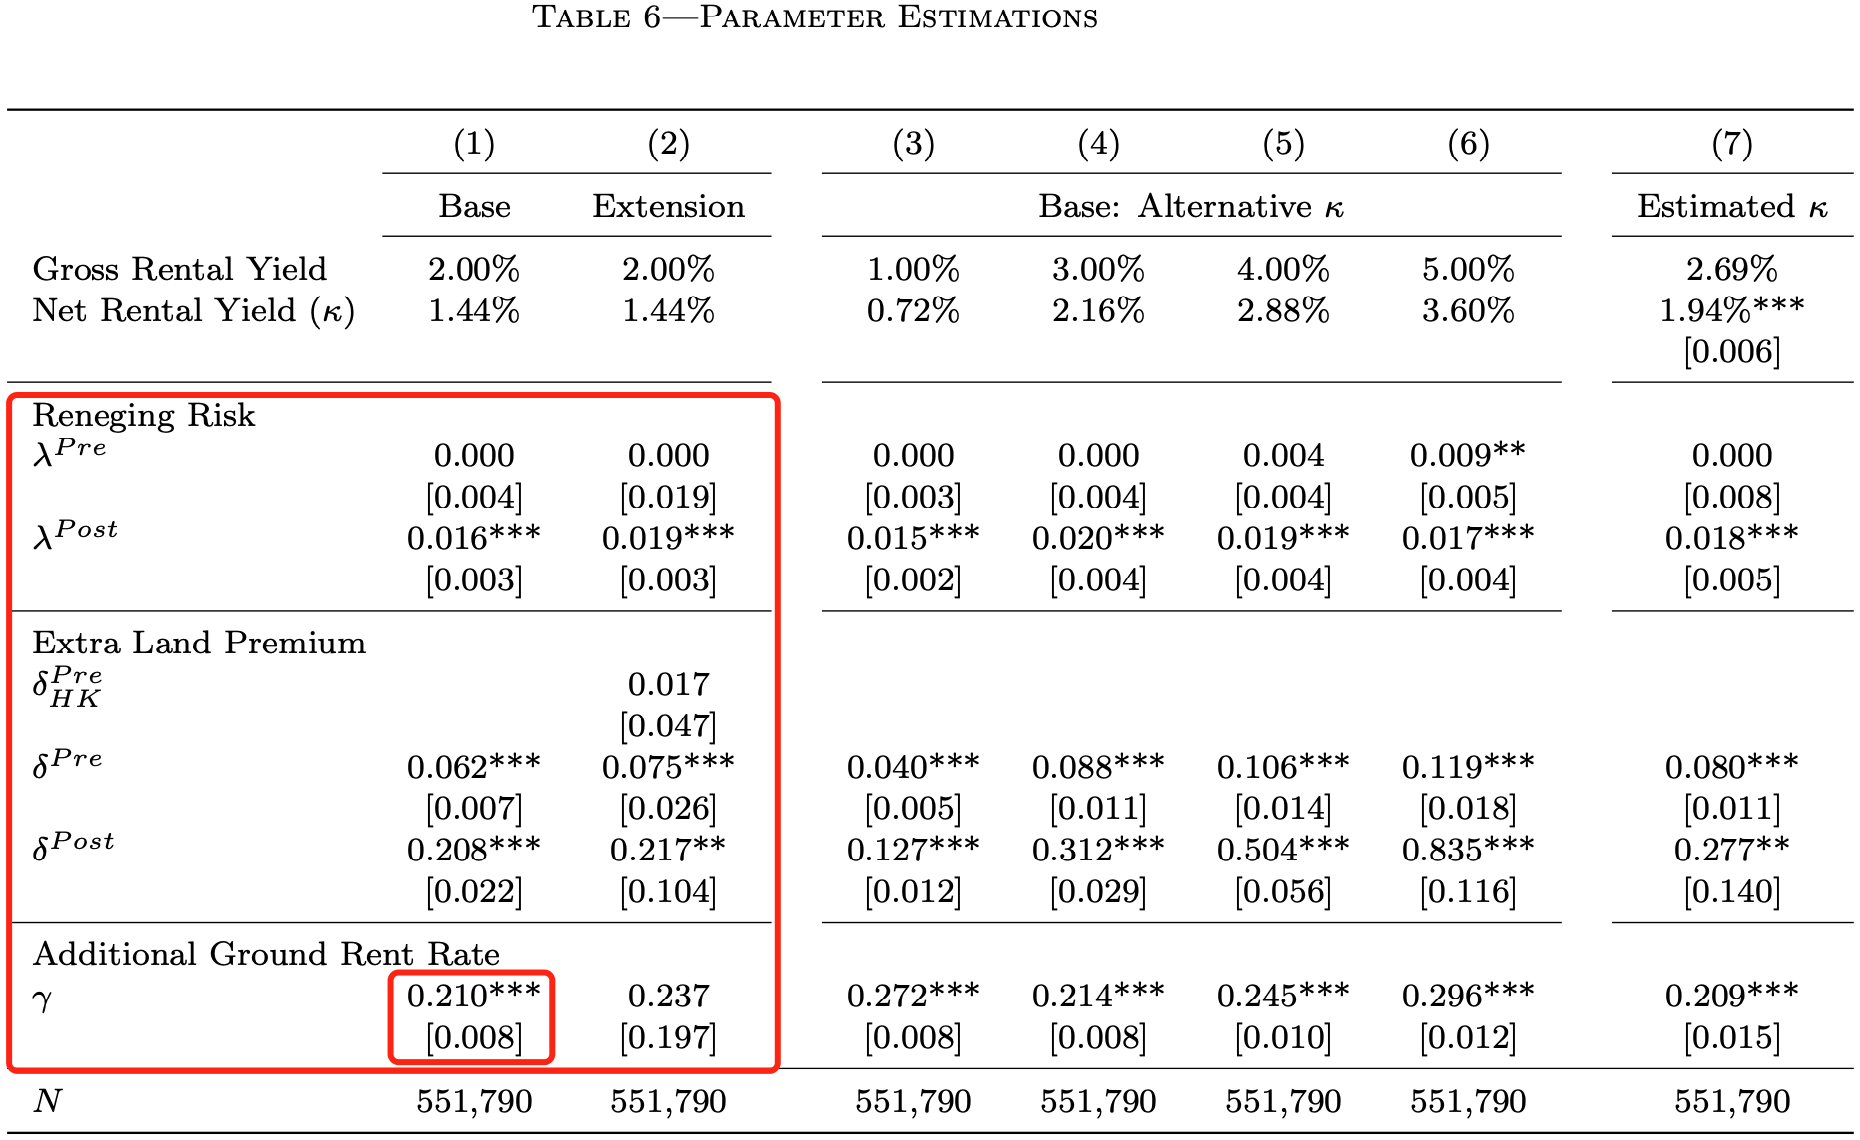 TABLE 6—PARAMETER ESTIMATIONS
(1) (2) (3) (4) (5) (6) (7)
Base Extension Base: Alternative κ Estimated κ
Gross Rental Yield 2.00% 2.00% 1.00% 3.00% 4.00% 5.00% 2.69%
Net Rental Yield (κ) 1.44% 1.44% 0.72% 2.16% 2.88% 3.60% 1.94%***
[0.006]
Reneging Risk
λ^Pre 0.000 0.000 0.000 0.000 0.004 0.009** 0.000
[0.004] [0.019] [0.003] [0.004] [0.004] [0.005] [0.008]
λ^Post 0.016*** 0.019*** 0.015*** 0.020*** 0.019*** 0.017*** 0.018***
[0.003] [0.003] [0.002] [0.004] [0.004] [0.004] [0.005]
Extra Land Premium
δ^Pre_HK 0.017
[0.047]
δ^Pre 0.062*** 0.075*** 0.040*** 0.088*** 0.106*** 0.119*** 0.080***
[0.007] [0.026] [0.005] [0.011] [0.014] [0.018] [0.011]
δ^Post 0.208*** 0.217** 0.127*** 0.312*** 0.504*** 0.835*** 0.277**
[0.022] [0.104] [0.012] [0.029] [0.056] [0.116] [0.140]
Additional Ground Rent Rate
γ 0.210*** 0.237 0.272*** 0.214*** 0.245*** 0.296*** 0.209***
[0.008] [0.197] [0.008] [0.008] [0.010] [0.012] [0.015]
N 551,790 551,790 551,790 551,790 551,790 551,790 551,790